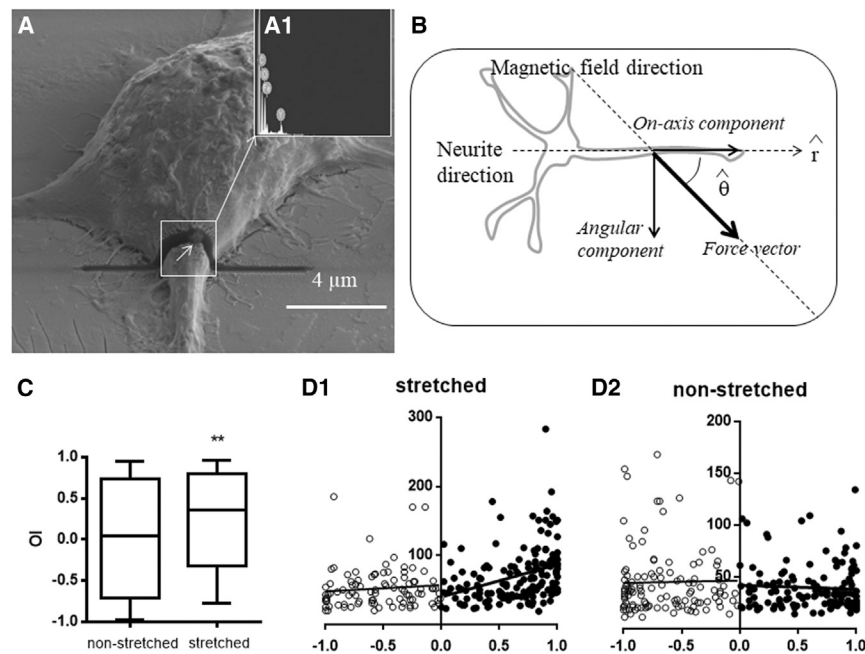 A
A1
4 µm
B
Magnetic field direction
On-axis component
Neurite
direction
^
r
^
θ
Angular
component
Force vector
C
**
OI
1.0
0.5
0.0
-0.5
-1.0
non-stretched
stretched
D1
stretched
300
200
100
-1.0
-0.5
0.0
0.5
1.0
D2
non-stretched
200
150
100
50
-1.0
-0.5
0.0
0.5
1.0